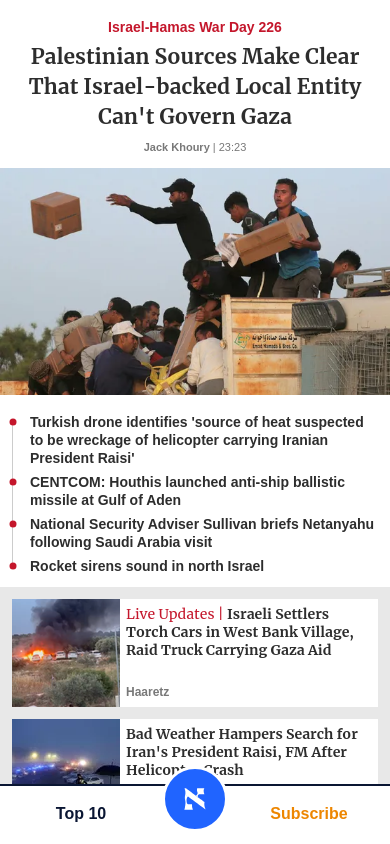 Israel-Hamas War Day 226
Palestinian Sources Make Clear
That Israel-backed Local Entity
Can't Govern Gaza
Jack Khoury | 23:23
Turkish drone identifies 'source of heat suspected
to be wreckage of helicopter carrying Iranian
President Raisi'
CENTCOM: Houthis launched anti-ship ballistic
missile at Gulf of Aden
National Security Adviser Sullivan briefs Netanyahu
following Saudi Arabia visit
Rocket sirens sound in north Israel
Live Updates | Israeli Settlers
Torch Cars in West Bank Village,
Raid Truck Carrying Gaza Aid
Haaretz
Bad Weather Hampers Search for
Iran's President Raisi, FM After
Crash
Top 10
Subscribe